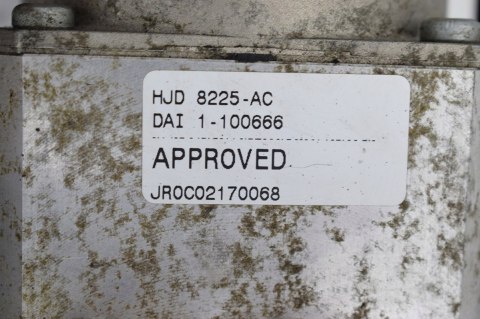 HJD 8225-AC
DAI 1-100666
APPROVED
JR0C02170068